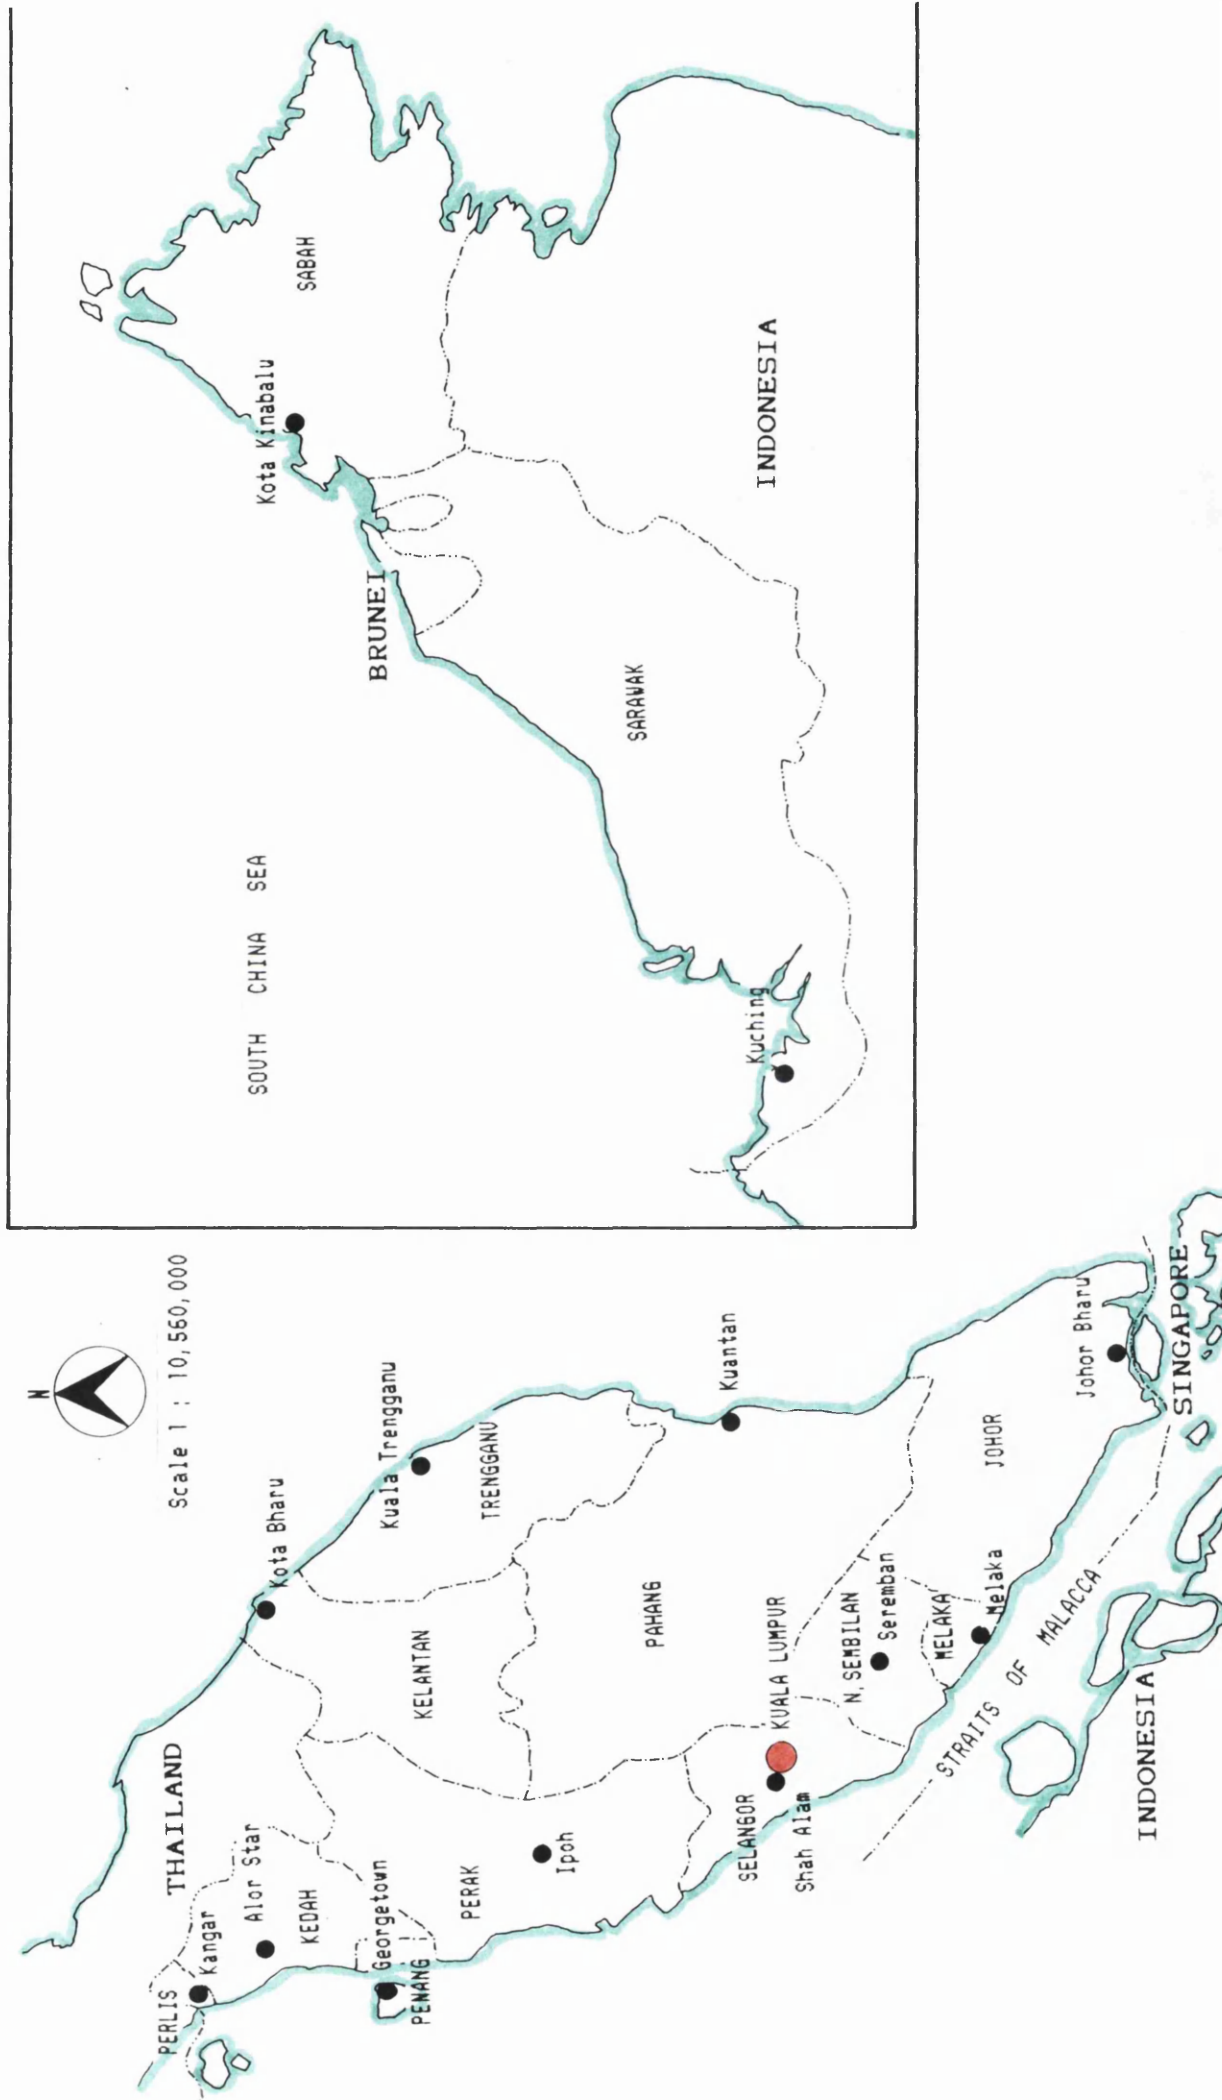 N
Scale 1 : 10,560,000
THAILAND
PERLIS
Kangar
Alor Star
KEDAH
Georgetown
PENANG
PERAK
Ipoh
Kota Bharu
KELANTAN
Kuala Trengganu
TRENGGANU
PAHANG
Kuantan
SELANGOR
Shah Alam
KUALA LUMPUR
N,SEMBILAN
Seremban
MELAKA
Melaka
JOHOR
Johor Bharu
SINGAPORE
STRAITS OF MALACCA
INDONESIA
SOUTH CHINA SEA
Kota Kinabalu
SABAH
BRUNEI
SARAWAK
Kuching
INDONESIA